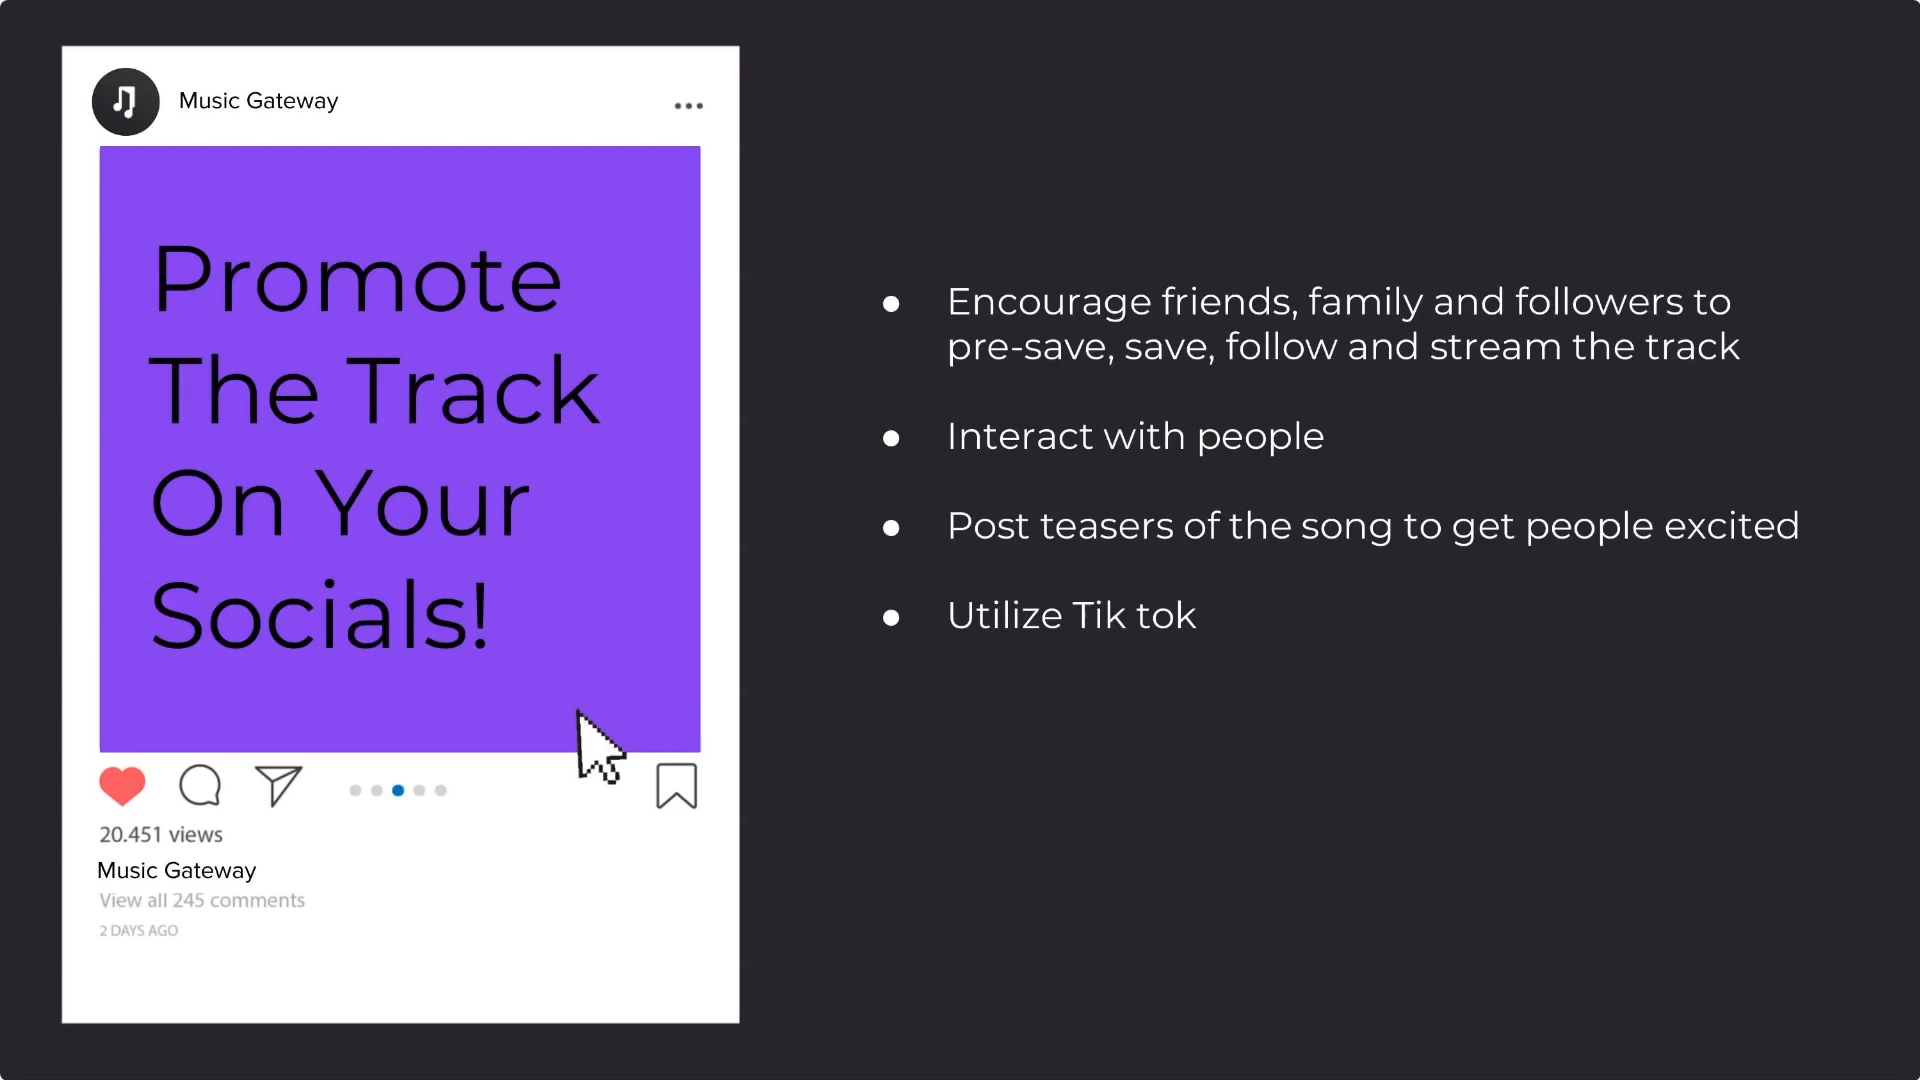 Music Gateway
Promote
The Track
On Your
Socials!
20.451 views
Music Gateway
View all 245 comments
2 DAYS AGO
● Encourage friends, family and followers to
pre-save, save, follow and stream the track
● Interact with people
● Post teasers of the song to get people excited
● Utilize Tik tok